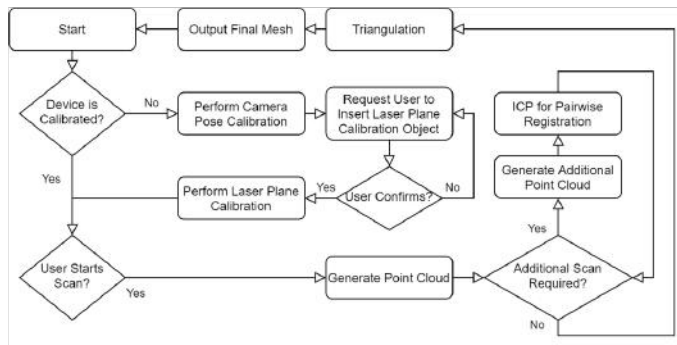 Start
Output Final Mesh
Triangulation
Device is
Calibrated?
No
Perform Camera
Pose Calibration
Request User to
Insert Laser Plane
Calibration Object
ICP for Pairwise
Registration
Generate Additional
Point Cloud
Yes
Perform Laser Plane
Calibration
Yes
User Confirms?
No
Yes
User Starts
Scan?
Yes
Generate Point Cloud
Additional Scan
Required?
No